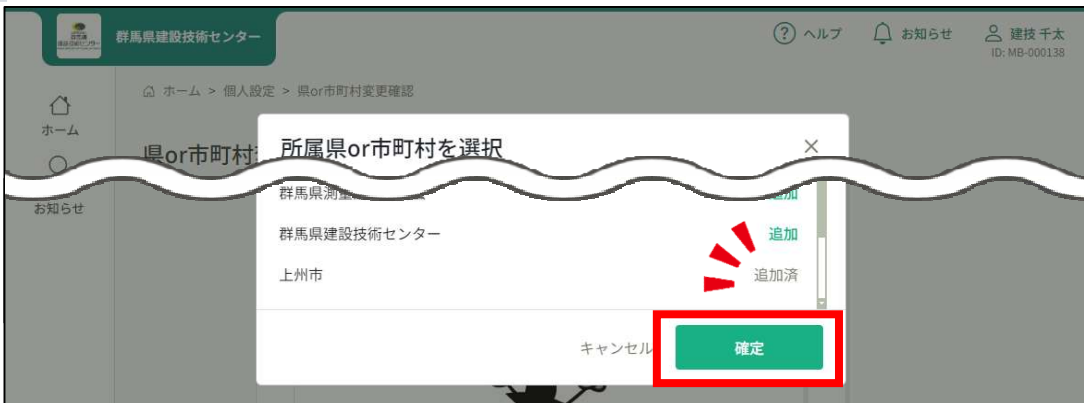 群馬県建設技術センター
ヘルプ
お知らせ
建技 千太
ID: MB-000138
ホーム > 個人設定 > 県or市町村変更確認
ホーム
県or市町村
所属県or市町村を選択
お知らせ
群馬県測量
追加
群馬県建設技術センター
追加
上州市
追加済
キャンセル
確定